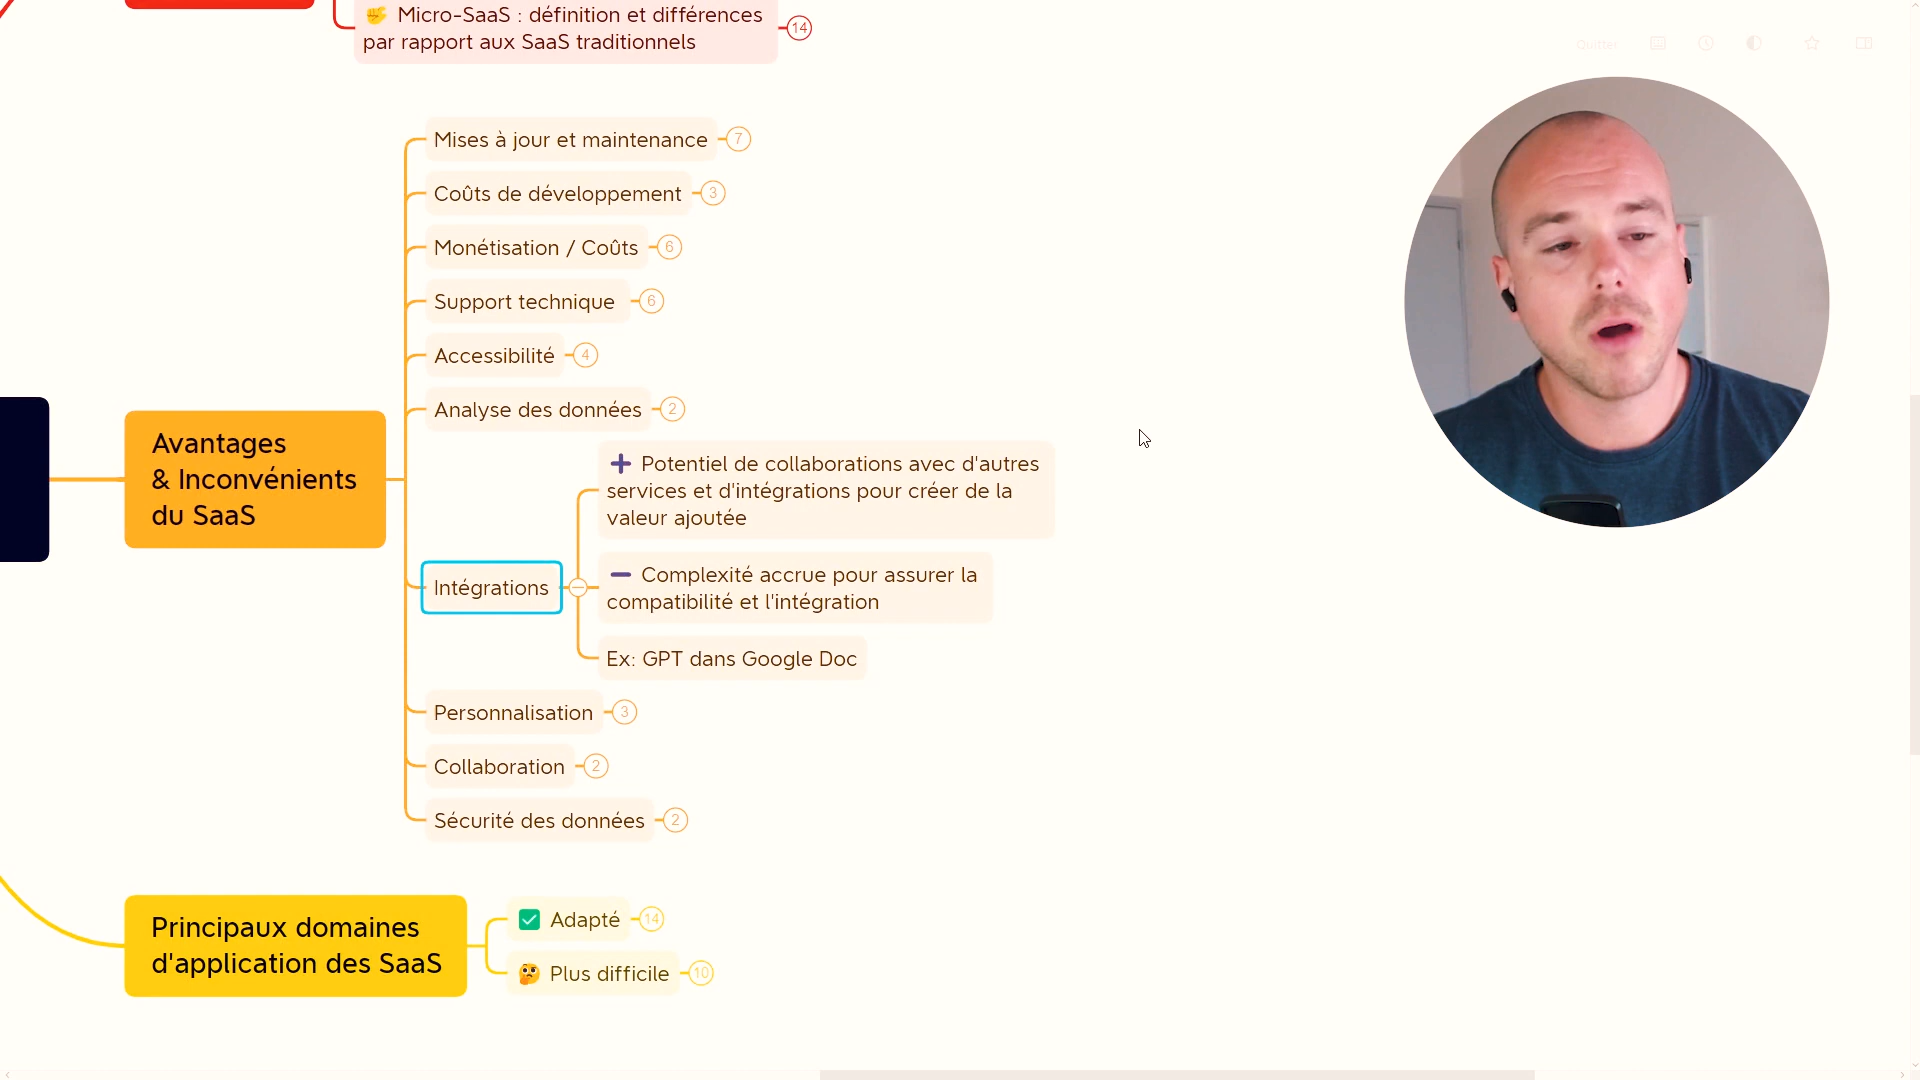 ✊ Micro-SaaS : définition et différences
par rapport aux SaaS traditionnels
14
Quitter
Mises à jour et maintenance
7
Coûts de développement
3
Monétisation / Coûts
6
Support technique
6
Accessibilité
4
Analyse des données
2
Avantages
& Inconvénients
du SaaS
➕ Potentiel de collaborations avec d'autres
services et d'intégrations pour créer de la
valeur ajoutée
Intégrations
➖ Complexité accrue pour assurer la
compatibilité et l'intégration
Ex: GPT dans Google Doc
Personnalisation
3
Collaboration
2
Sécurité des données
2
Principaux domaines
d'application des SaaS
✅ Adapté
14
🤔 Plus difficile
10